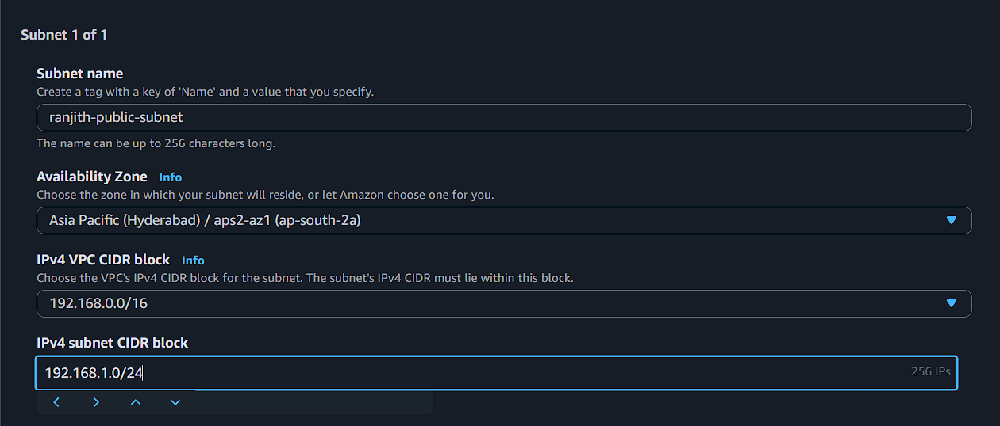 Subnet 1 of 1
Subnet name
Create a tag with a key of 'Name' and a value that you specify.
ranjith-public-subnet
The name can be up to 256 characters long.
Availability Zone Info
Choose the zone in which your subnet will reside, or let Amazon choose one for you.
Asia Pacific (Hyderabad) / aps2-az1 (ap-south-2a)
IPv4 VPC CIDR block Info
Choose the VPC's IPv4 CIDR block for the subnet. The subnet's IPv4 CIDR must lie within this block.
192.168.0.0/16
IPv4 subnet CIDR block
192.168.1.0/24 256 IPs